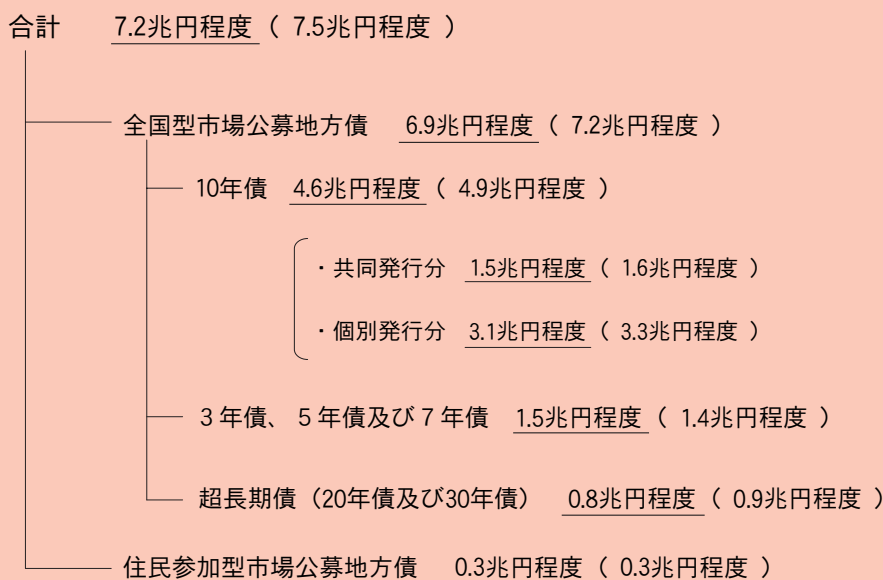 合計 7.2兆円程度 ( 7.5兆円程度 )
全国型市場公募地方債 6.9兆円程度 ( 7.2兆円程度 )
10年債 4.6兆円程度 ( 4.9兆円程度 )
・共同発行分 1.5兆円程度 ( 1.6兆円程度 )
・個別発行分 3.1兆円程度 ( 3.3兆円程度 )
3年債、5年債及び7年債 1.5兆円程度 ( 1.4兆円程度 )
超長期債(20年債及び30年債) 0.8兆円程度 ( 0.9兆円程度 )
住民参加型市場公募地方債 0.3兆円程度 ( 0.3兆円程度 )